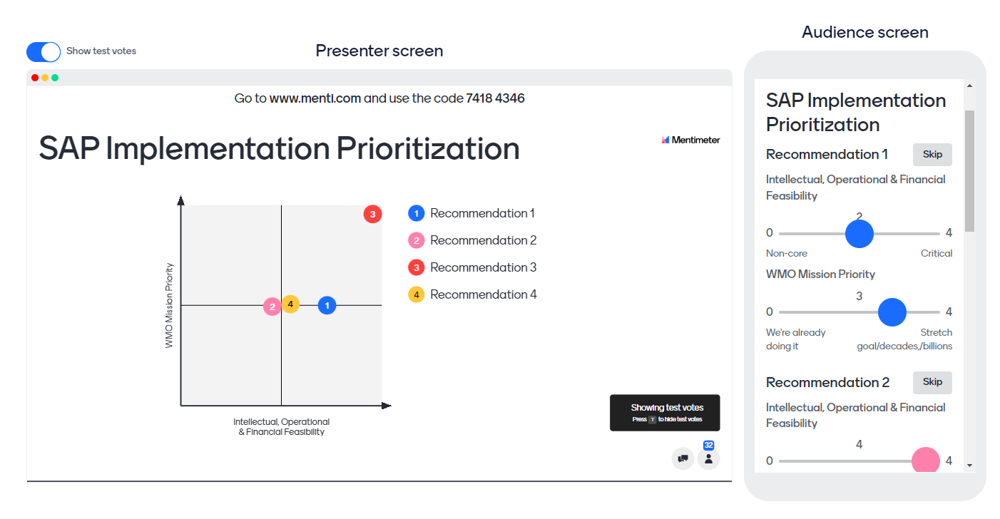 Show test votes
Presenter screen
Go to www.menti.com and use the code 7418 4346
SAP Implementation Prioritization
Mentimeter
3
2
4
1
WMO Mission Priority
Intellectual, Operational
& Financial Feasibility
1 Recommendation 1
2 Recommendation 2
3 Recommendation 3
4 Recommendation 4
Showing test votes
Press T to hide test votes
32
Audience screen
SAP Implementation
Prioritization
Recommendation 1 Skip
Intellectual, Operational & Financial
Feasibility
2
0 4
Non-core Critical
WMO Mission Priority
3
0 4
We're already Stretch
doing it goal/decades,/billions
Recommendation 2 Skip
Intellectual, Operational & Financial
Feasibility
4
0 4